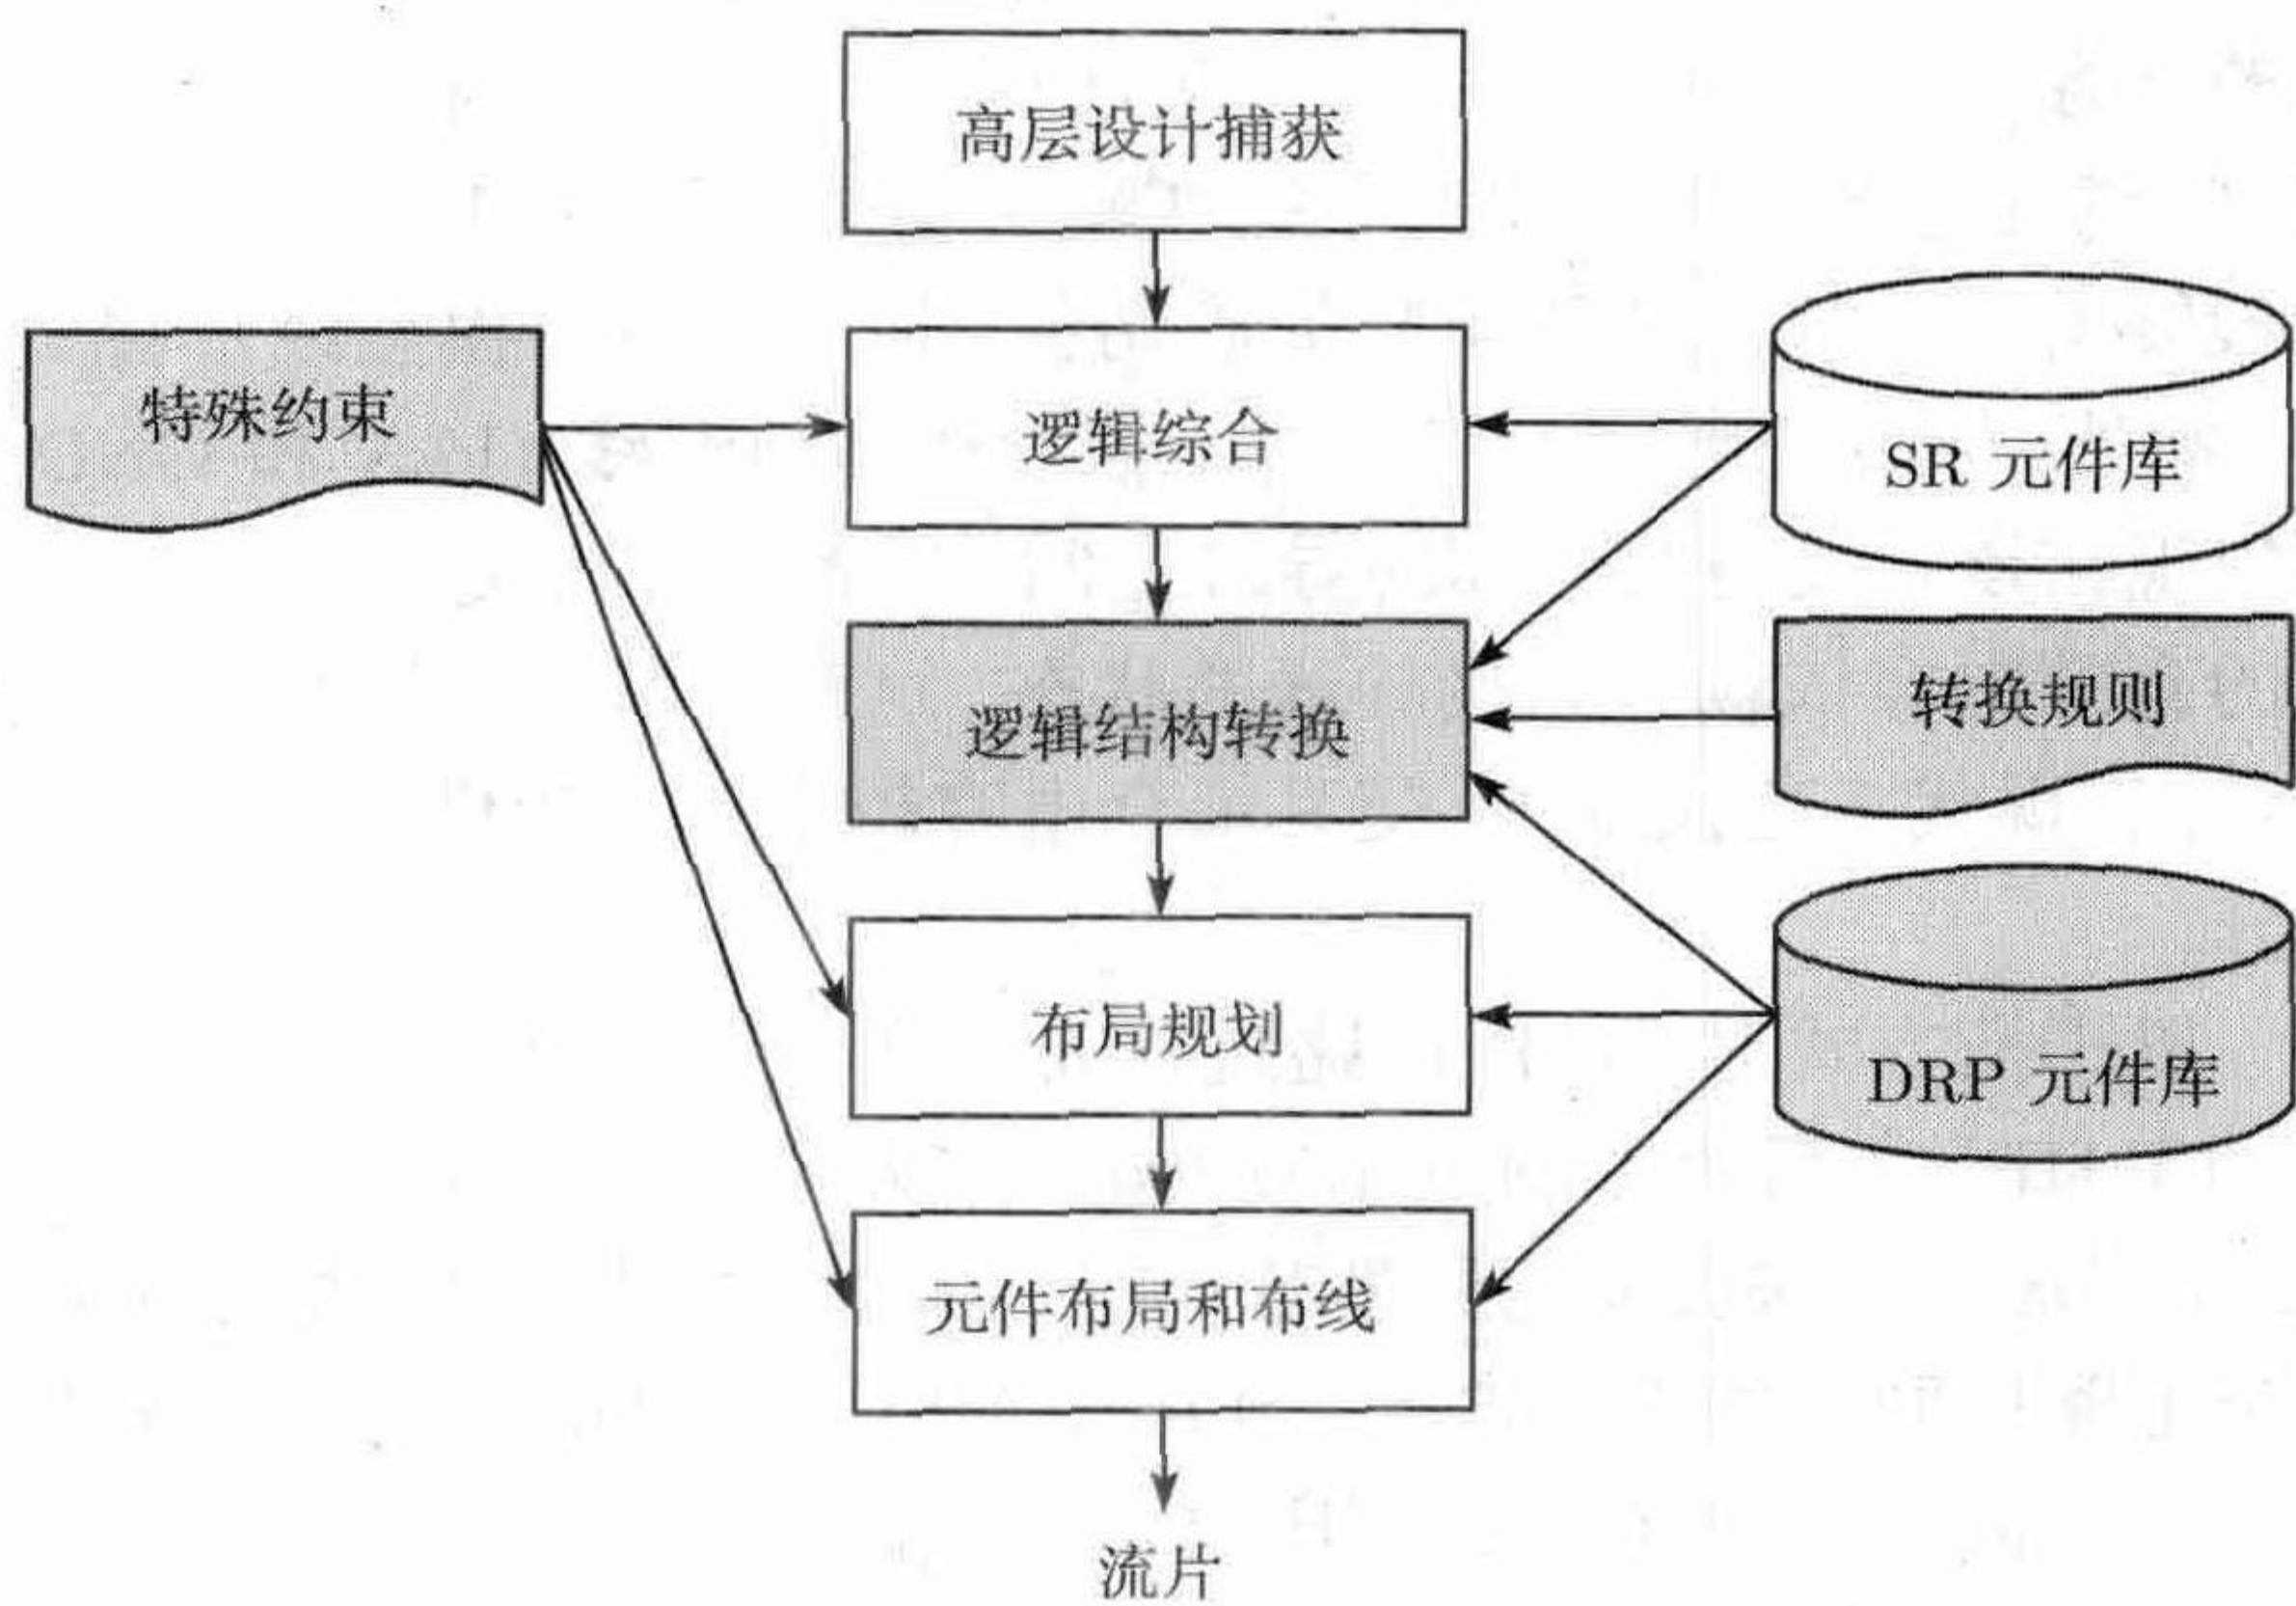 高层设计捕获
特殊约束
逻辑综合
SR 元件库
逻辑结构转换
转换规则
布局规划
DRP 元件库
元件布局和布线
流片